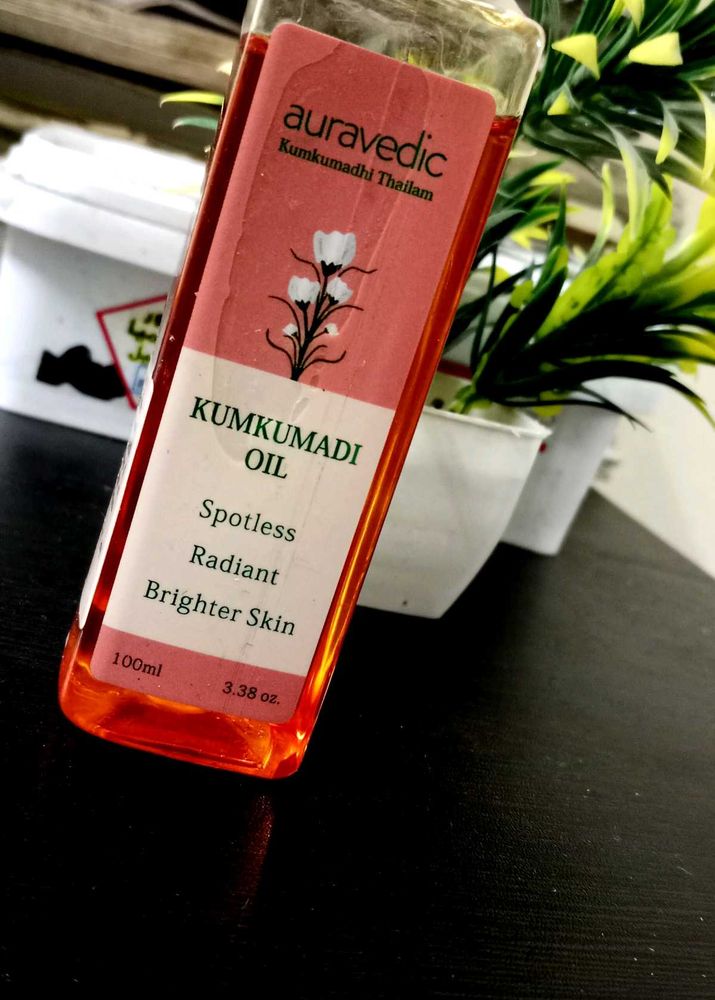 auravedic
Kumkumadhi Thailam
KUMKUMADI
OIL
Spotless
Radiant
Brighter Skin
100ml
3.38 oz.